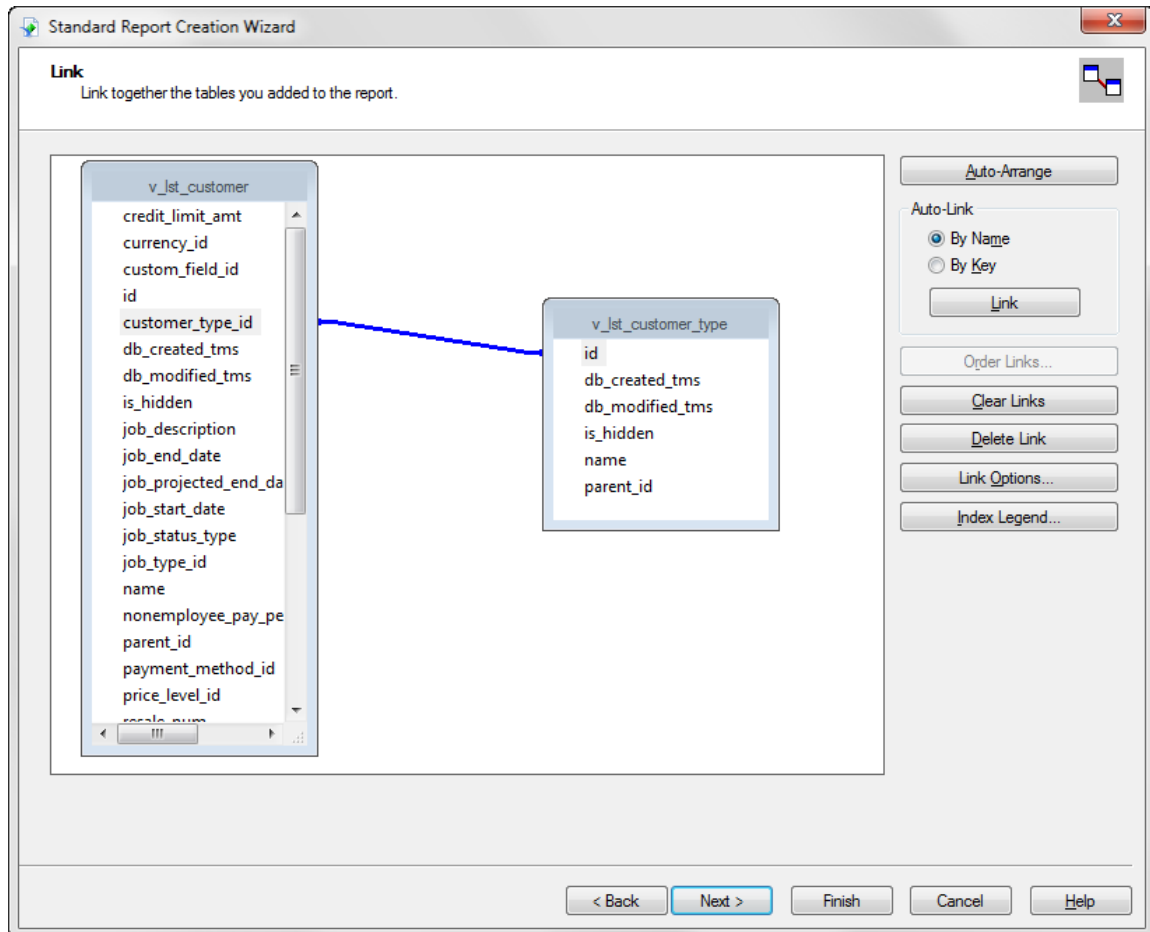 Standard Report Creation Wizard
Link
Link together the tables you added to the report.
v_lst_customer
credit_limit_amt
currency_id
custom_field_id
id
customer_type_id
db_created_tms
db_modified_tms
is_hidden
job_description
job_end_date
job_projected_end_da
job_start_date
job_status_type
job_type_id
name
nonemployee_pay_pe
parent_id
payment_method_id
price_level_id
resale_num
v_lst_customer_type
id
db_created_tms
db_modified_tms
is_hidden
name
parent_id
Auto-Arrange
Auto-Link
By Name
By Key
Link
Order Links...
Clear Links
Delete Link
Link Options...
Index Legend...
< Back
Next >
Finish
Cancel
Help